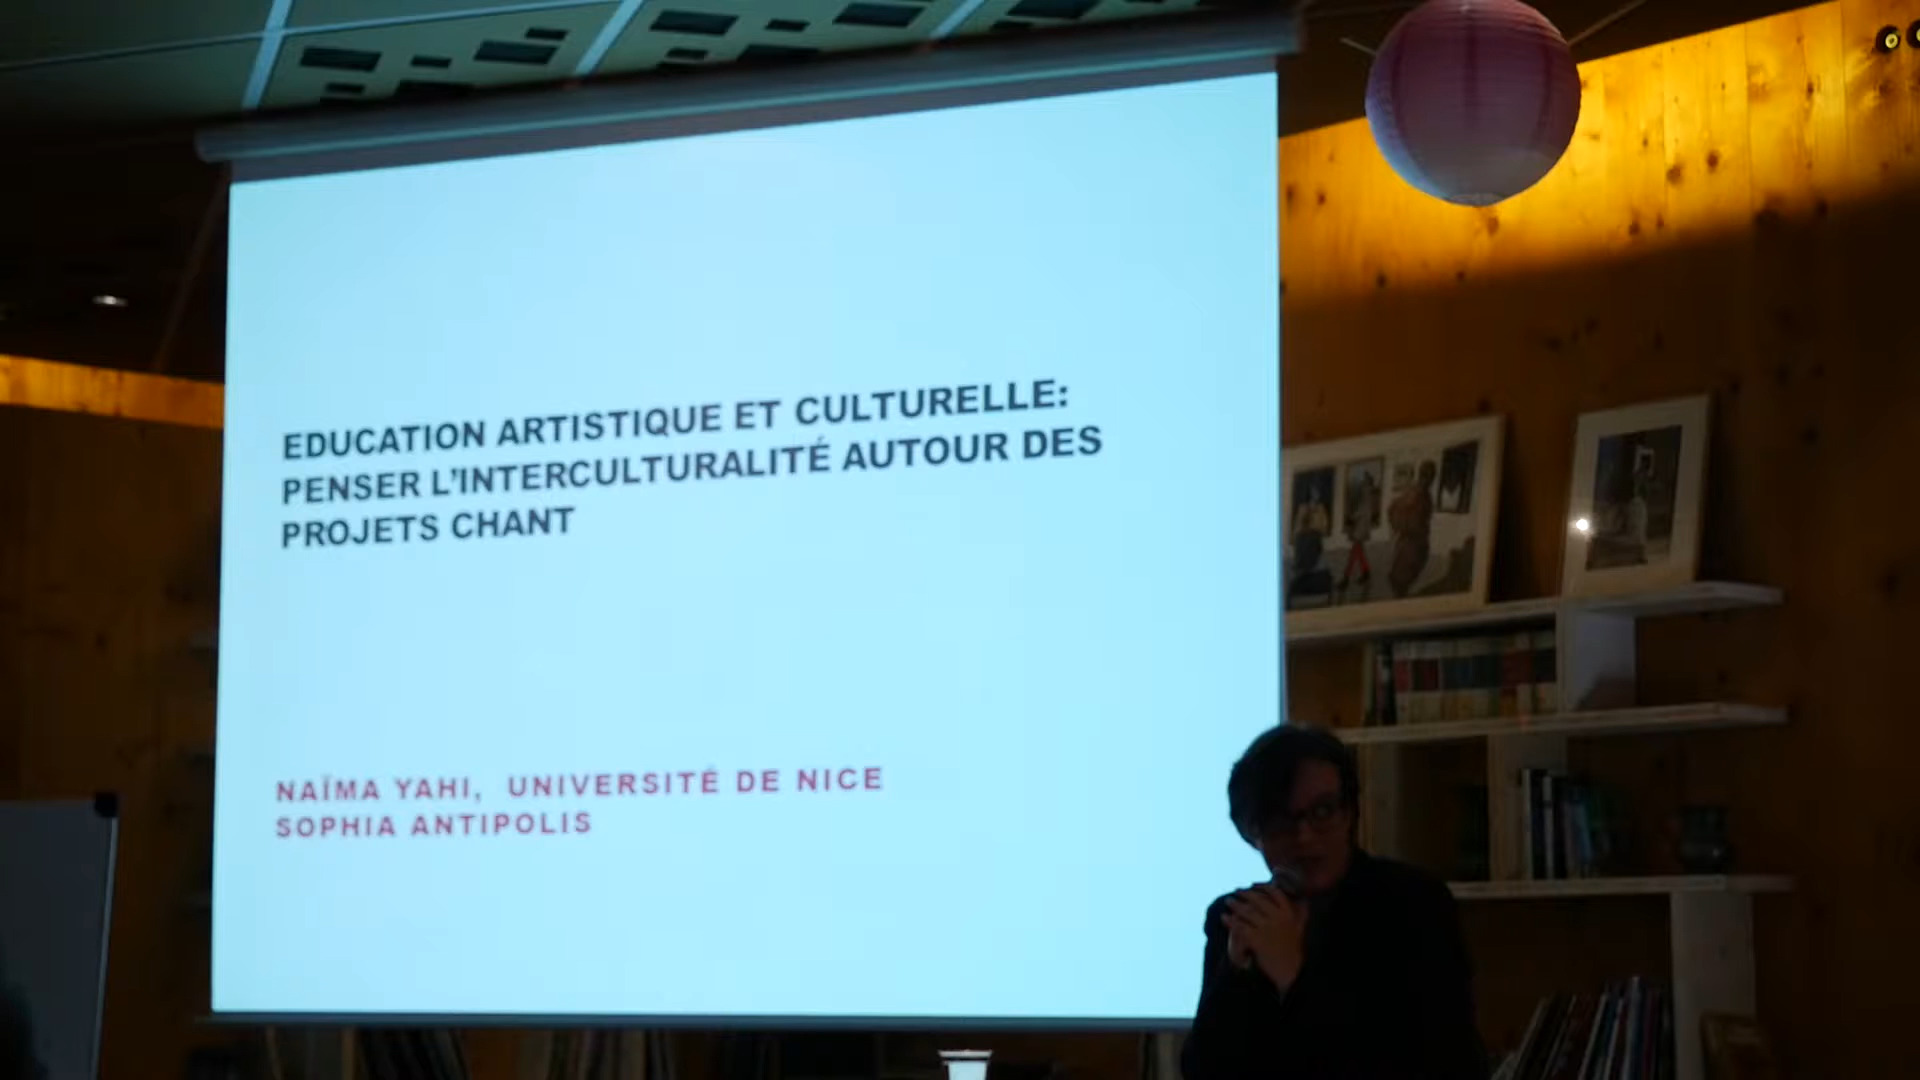 EDUCATION ARTISTIQUE ET CULTURELLE:
PENSER L'INTERCULTURALITÉ AUTOUR DES
PROJETS CHANT
NAÏMA YAHI, UNIVERSITÉ DE NICE
SOPHIA ANTIPOLIS